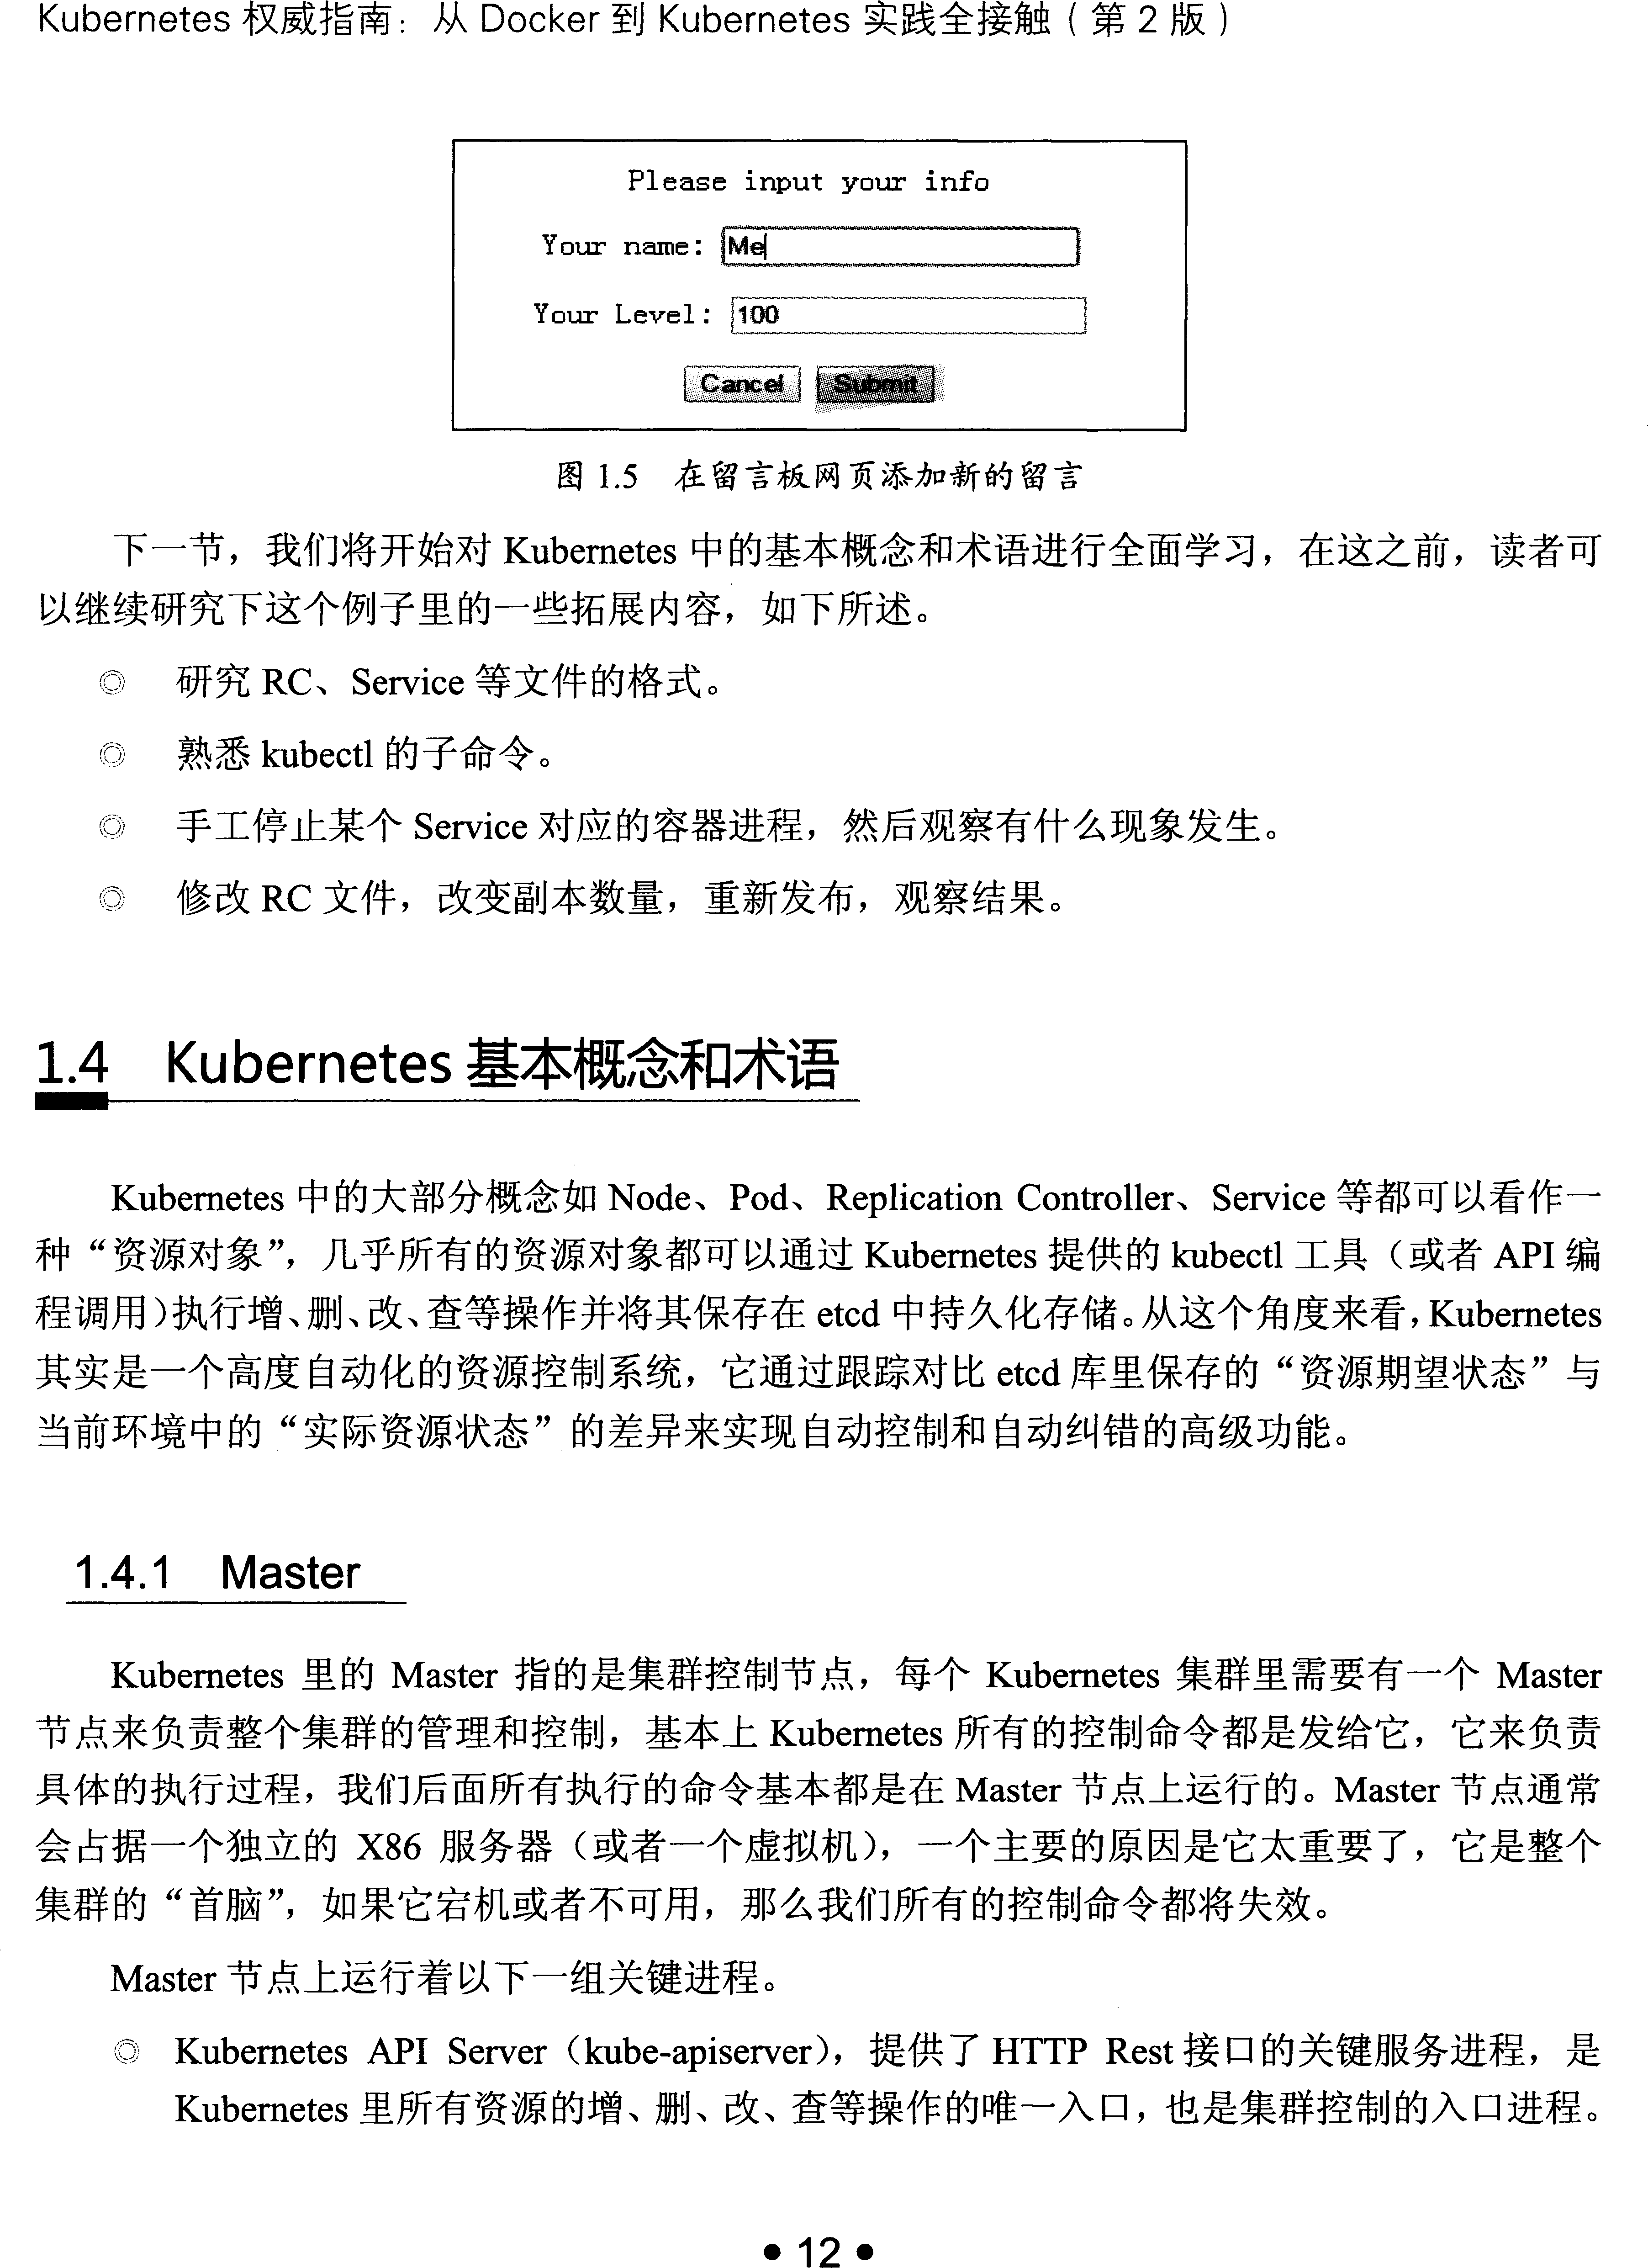 Kubernetes 权威指南：从 Docker 到 Kubernetes 实践全接触（第 2 版）
Please input your info
Your name: Me
Your Level: 100
Cancel Submit
图 1.5 在留言板网页添加新的留言
下一节，我们将开始对 Kubernetes 中的基本概念和术语进行全面学习，在这之前，读者可
以继续研究下这个例子里的一些拓展内容，如下所述。
◎ 研究 RC、Service 等文件的格式。
◎ 熟悉 kubectl 的子命令。
◎ 手工停止某个 Service 对应的容器进程，然后观察有什么现象发生。
◎ 修改 RC 文件，改变副本数量，重新发布，观察结果。
1.4 Kubernetes 基本概念和术语
Kubernetes 中的大部分概念如 Node、Pod、Replication Controller、Service 等都可以看作一
种“资源对象”，几乎所有的资源对象都可以通过 Kubernetes 提供的 kubectl 工具（或者 API 编
程调用）执行增、删、改、查等操作并将其保存在 etcd 中持久化存储。从这个角度来看，Kubernetes
其实是一个高度自动化的资源控制系统，它通过跟踪对比 etcd 库里保存的“资源期望状态”与
当前环境中的“实际资源状态”的差异来实现自动控制和自动纠错的高级功能。
1.4.1 Master
Kubernetes 里的 Master 指的是集群控制节点，每个 Kubernetes 集群里需要有一个 Master
节点来负责整个集群的管理和控制，基本上 Kubernetes 所有的控制命令都是发给它，它来负责
具体的执行过程，我们后面所有执行的命令基本都是在 Master 节点上运行的。Master 节点通常
会占据一个独立的 X86 服务器（或者一个虚拟机），一个主要的原因是它太重要了，它是整个
集群的“首脑”，如果它宕机或者不可用，那么我们所有的控制命令都将失效。
Master 节点上运行着以下一组关键进程。
◎ Kubernetes API Server（kube-apiserver），提供了 HTTP Rest 接口的关键服务进程，是
Kubernetes 里所有资源的增、删、改、查等操作的唯一入口，也是集群控制的入口进程。
• 12 •